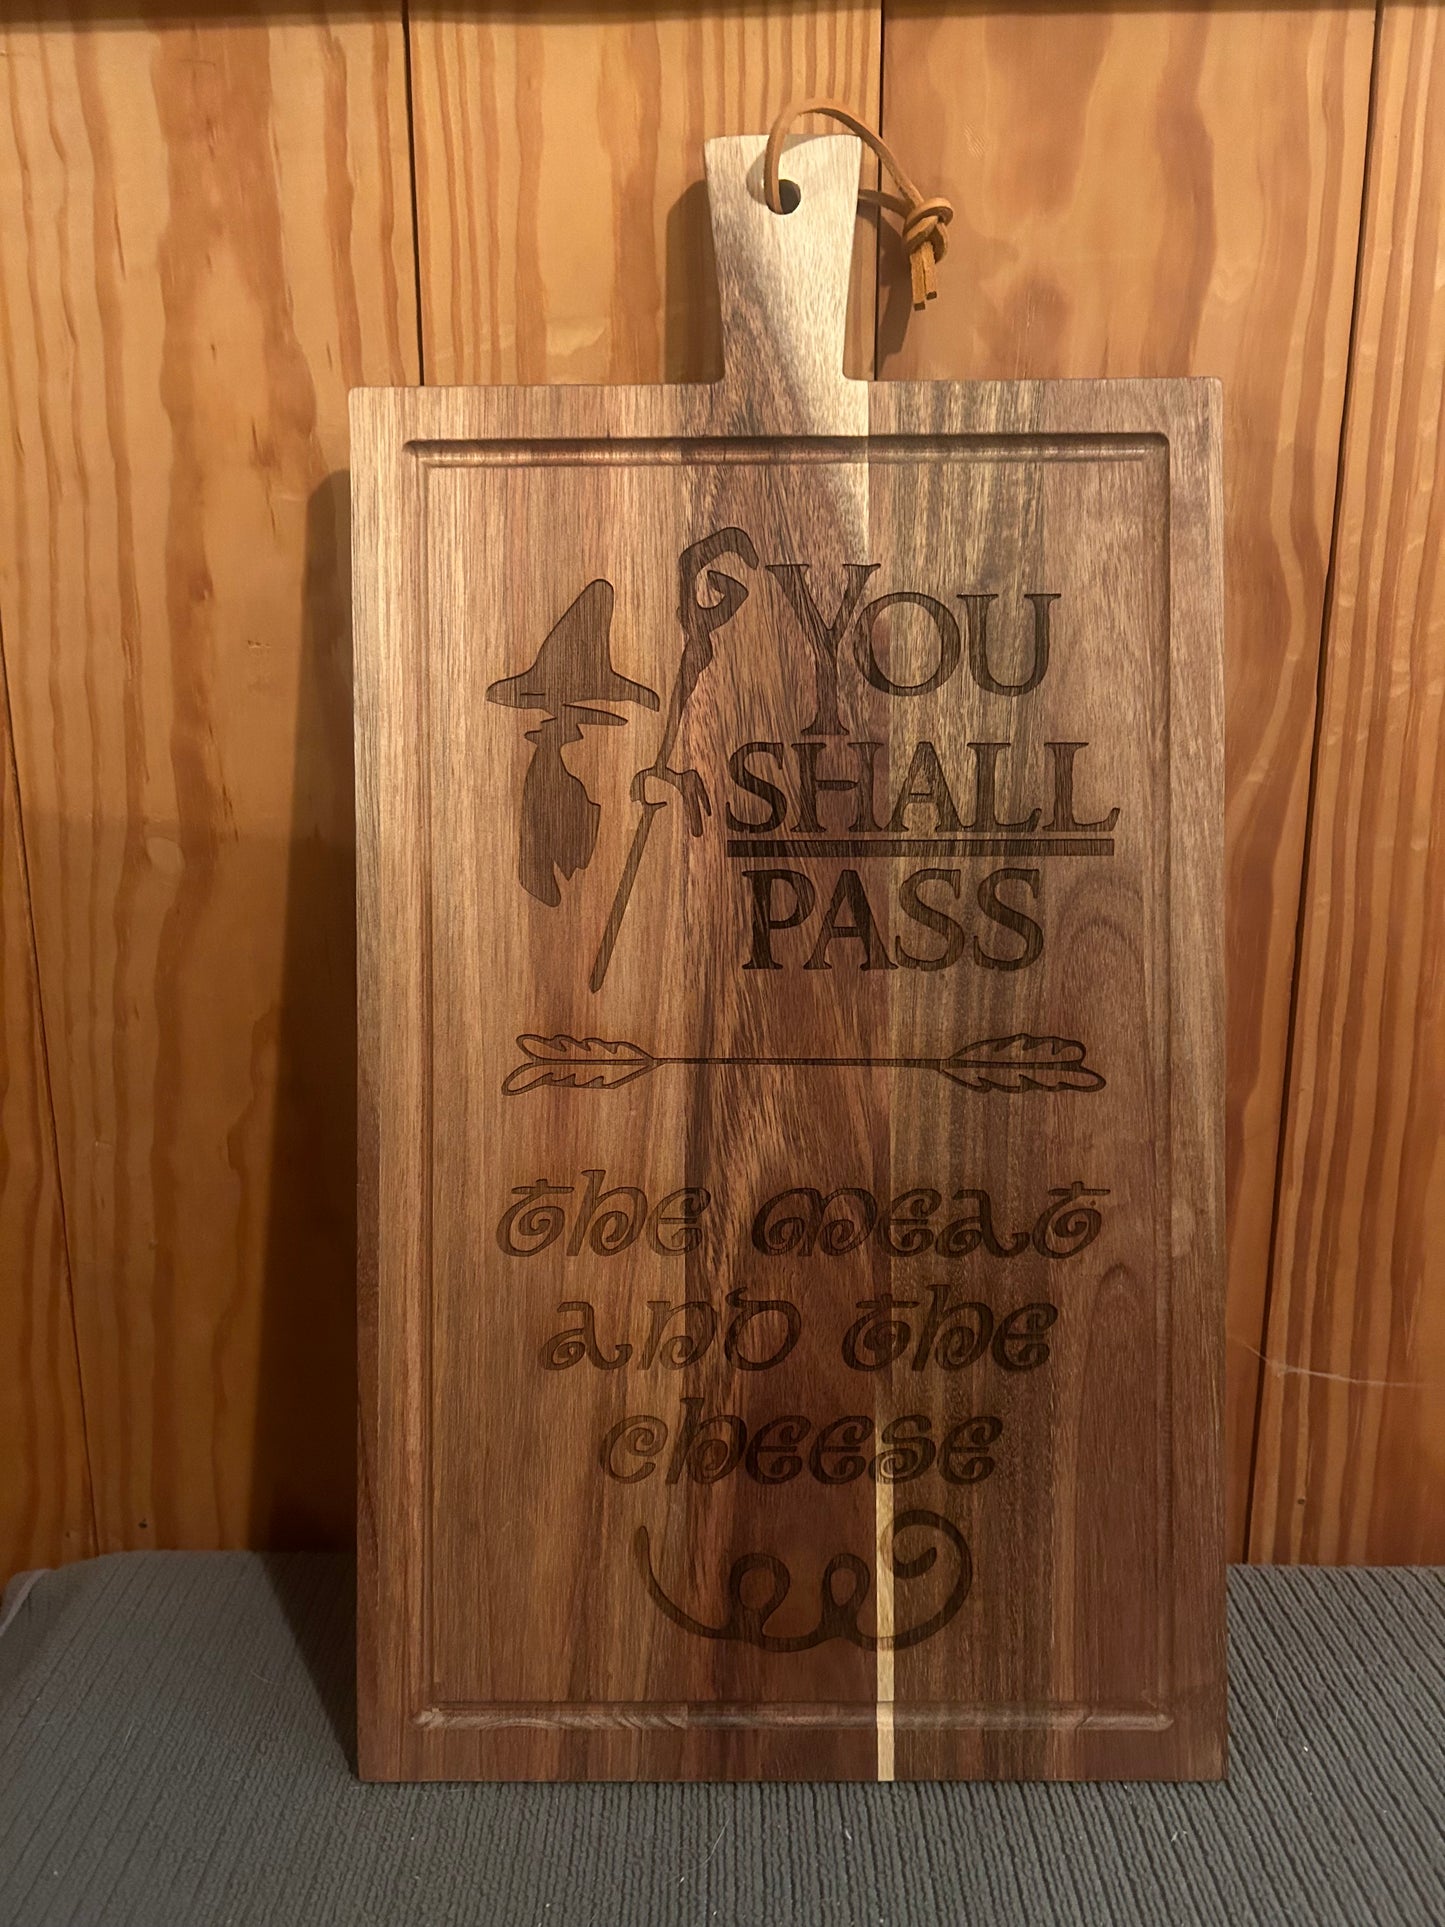 YOU
SHALL
PASS
the meat
and the
cheese